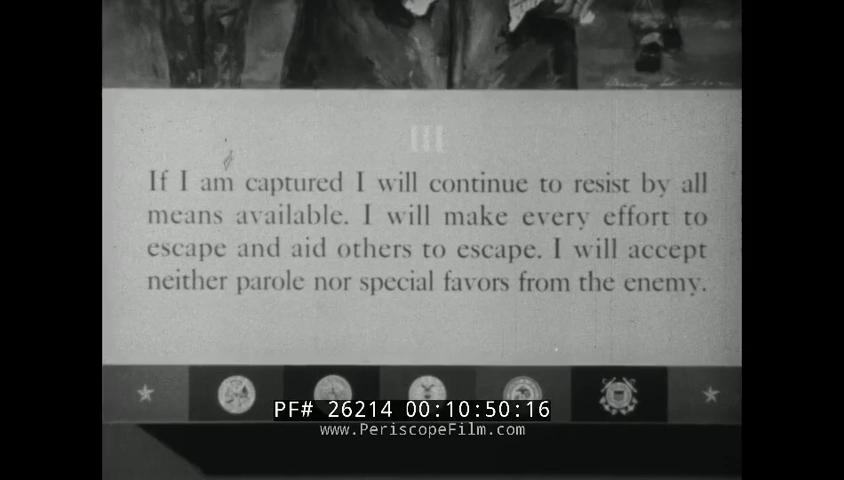 III
If I am captured I will continue to resist by all
means available. I will make every effort to
escape and aid others to escape. I will accept
neither parole nor special favors from the enemy.
PF# 26214 00:10:50:16
www.PeriscopeFilm.com